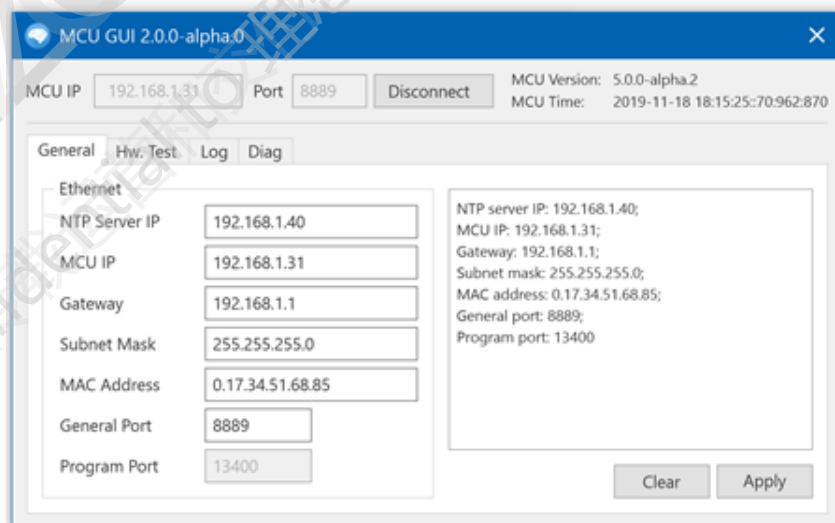 MCU GUI 2.0.0-alpha.0
MCU IP 192.168.1.31 Port 8889 Disconnect MCU Version: 5.0.0-alpha.2
MCU Time: 2019-11-18 18:15:25::70:962:870
General Hw. Test Log Diag
Ethernet
NTP Server IP 192.168.1.40
MCU IP 192.168.1.31
Gateway 192.168.1.1
Subnet Mask 255.255.255.0
MAC Address 0.17.34.51.68.85
General Port 8889
Program Port 13400
NTP server IP: 192.168.1.40;
MCU IP: 192.168.1.31;
Gateway: 192.168.1.1;
Subnet mask: 255.255.255.0;
MAC address: 0.17.34.51.68.85;
General port: 8889;
Program port: 13400
Clear Apply